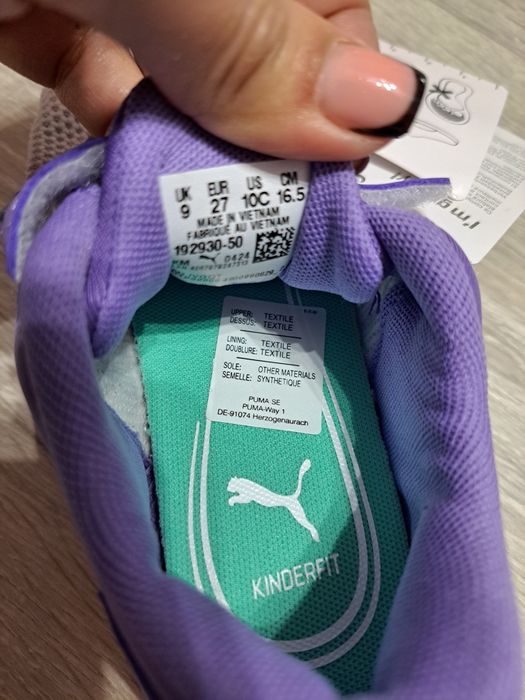 UK EUR US CM
9 27 10C 16.5
MADE IN VIETNAM
FABRIQUÉ AU VIETNAM
192930-50
0424
UPPER: TEXTILE
DESSUS: TEXTILE
LINING: TEXTILE
DOUBLURE: TEXTILE
SOLE: OTHER MATERIALS
SEMELLE: SYNTHETIQUE
PUMA SE
PUMA-Way 1
DE-91074 Herzogenaurach
KINDERFIT
I'm g